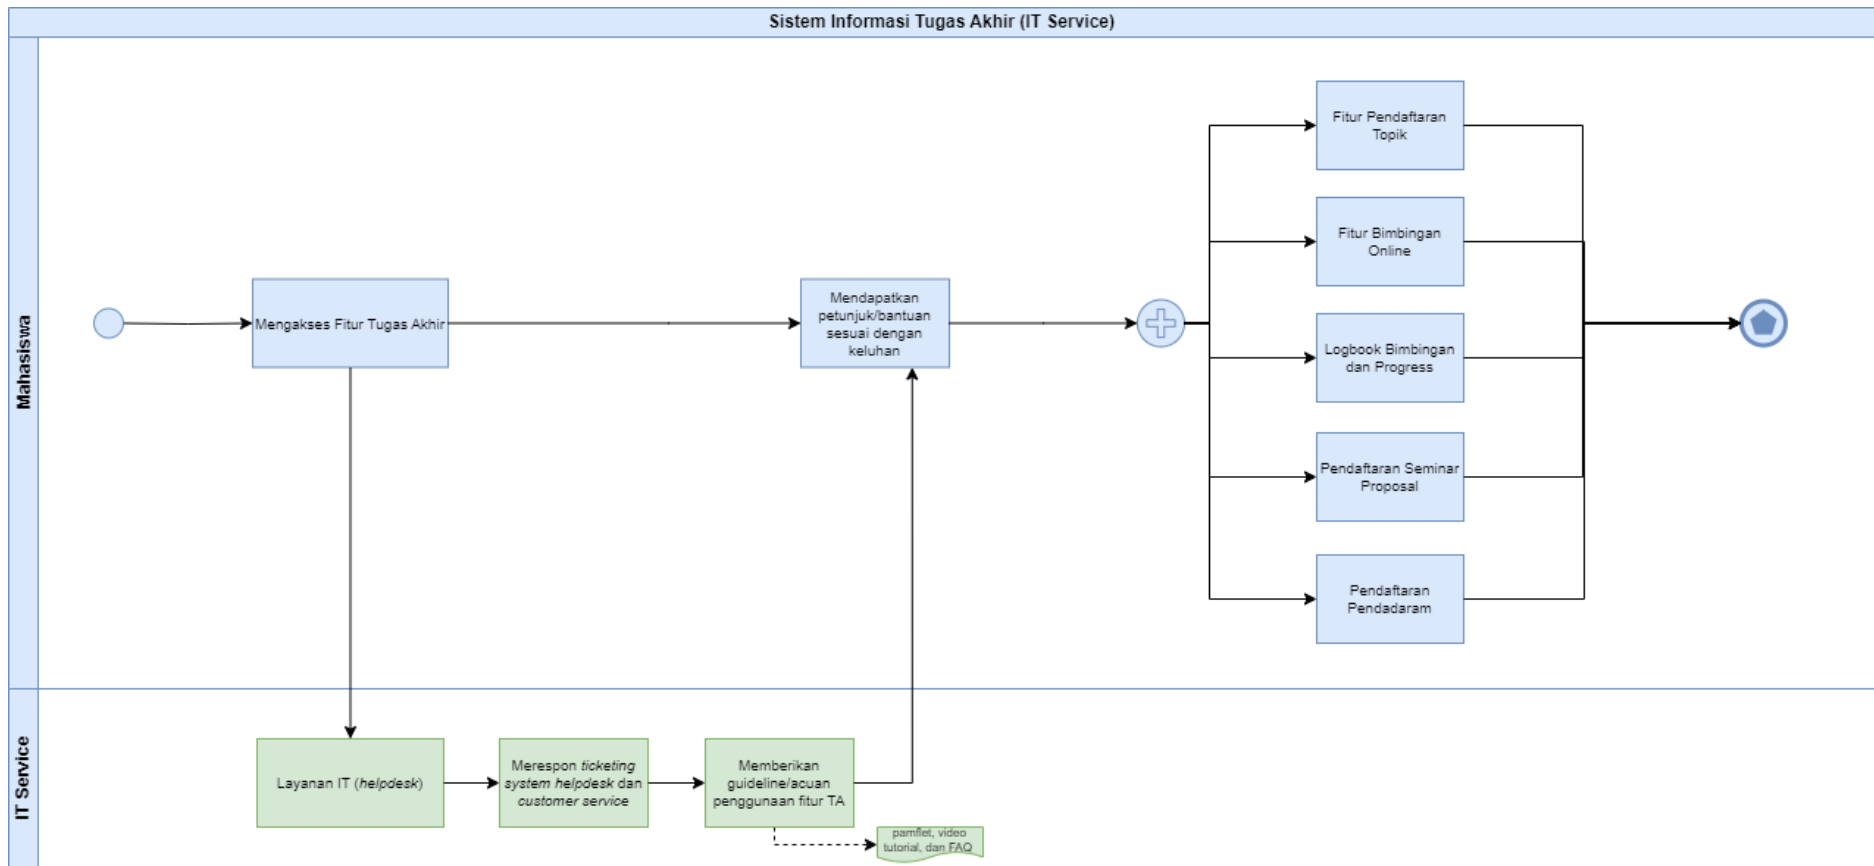 Sistem Informasi Tugas Akhir (IT Service)
Mahasiswa
Mengakses Fitur Tugas Akhir
Mendapatkan
petunjuk/bantuan
sesuai dengan
keluhan
Fitur Pendaftaran
Topik
Fitur Bimbingan
Online
Logbook Bimbingan
dan Progress
Pendaftaran Seminar
Proposal
Pendaftaran
Pendadaram
IT Service
Layanan IT (helpdesk)
Merespon ticketing
system helpdesk dan
customer service
Memberikan
guideline/acuan
penggunaan fitur TA
pamflet, video
tutorial, dan FAQ